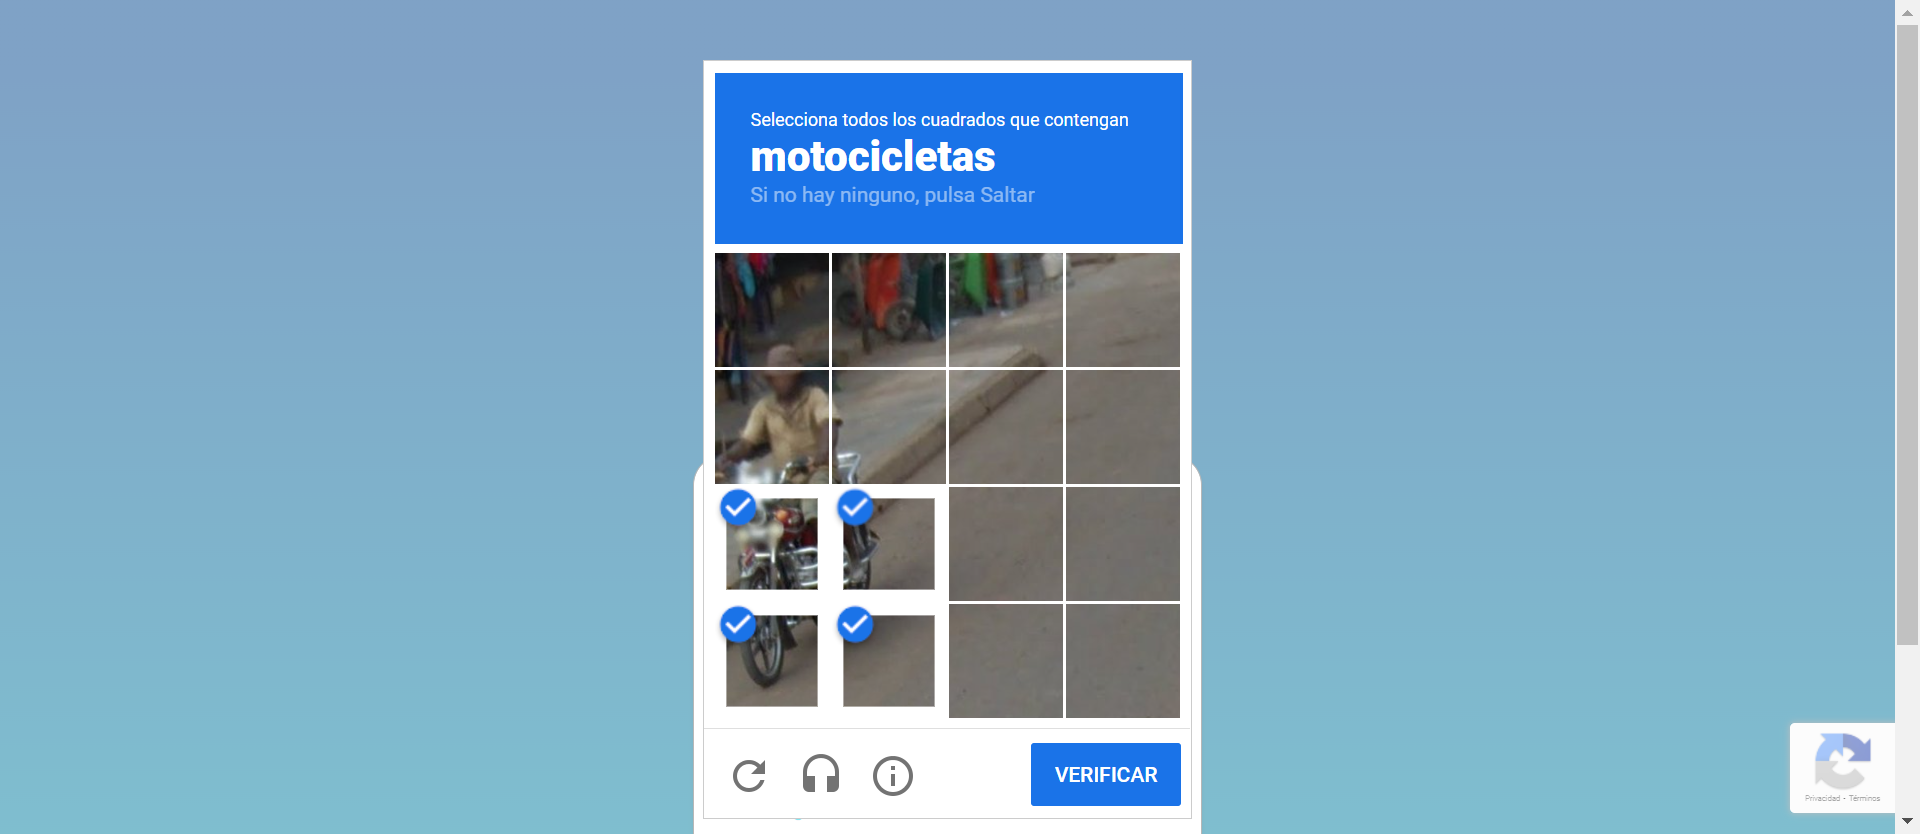 Selecciona todos los cuadrados que contengan
motocicletas
Si no hay ninguno, pulsa Saltar
VERIFICAR
Privacidad - Términos